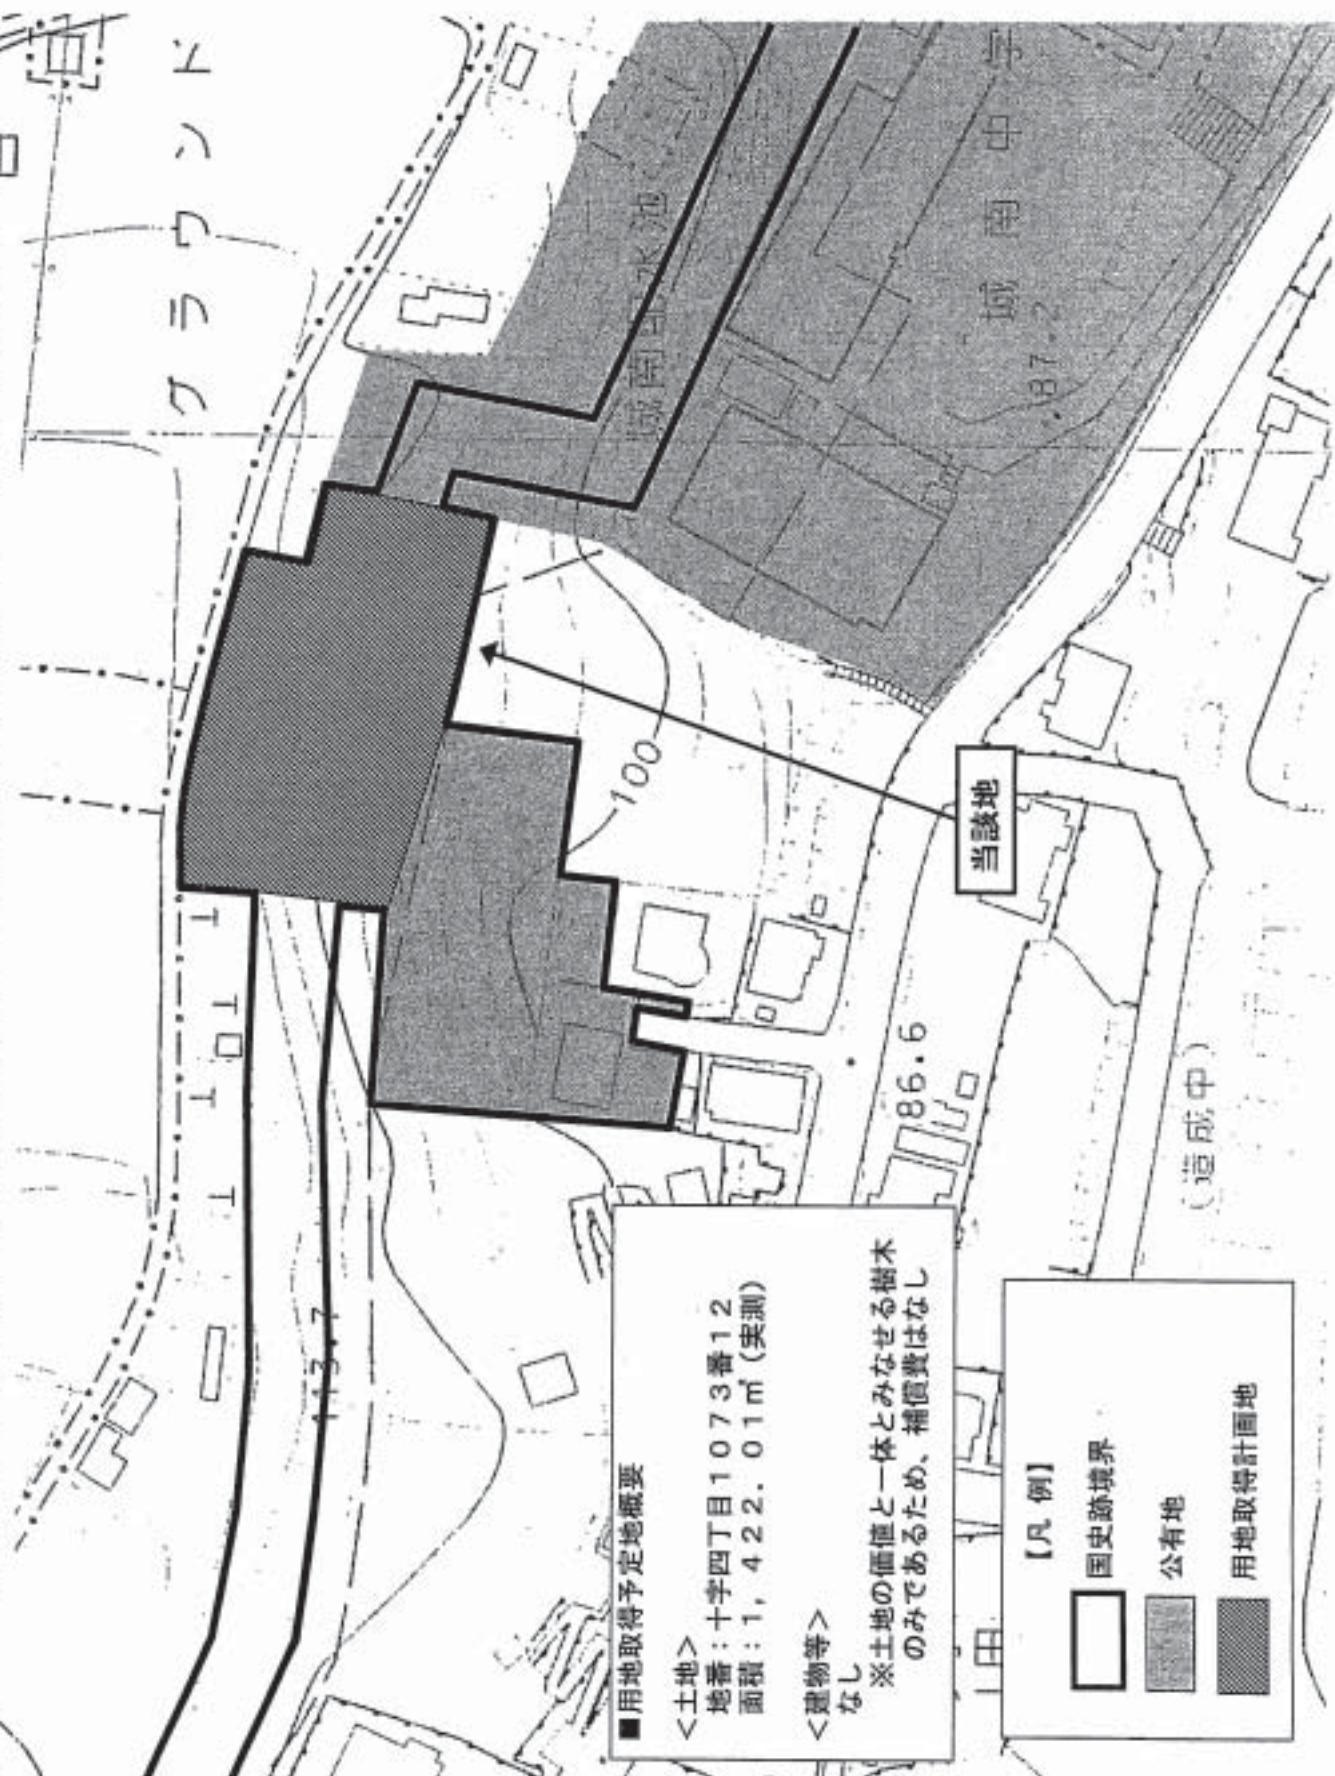 グラウンド
城南配水池
城南中学
87.2
100
当該地
86.6
(造成中)
113.7
■用地取得予定地概要
<土地>
地番:十字四丁目1073番12
面積:1,422.01㎡(実測)
<建物等>
なし
※土地の価値と一体とみなせる樹木
のみであるため、補償費はなし
【凡 例】
国史跡境界
公有地
用地取得計画地